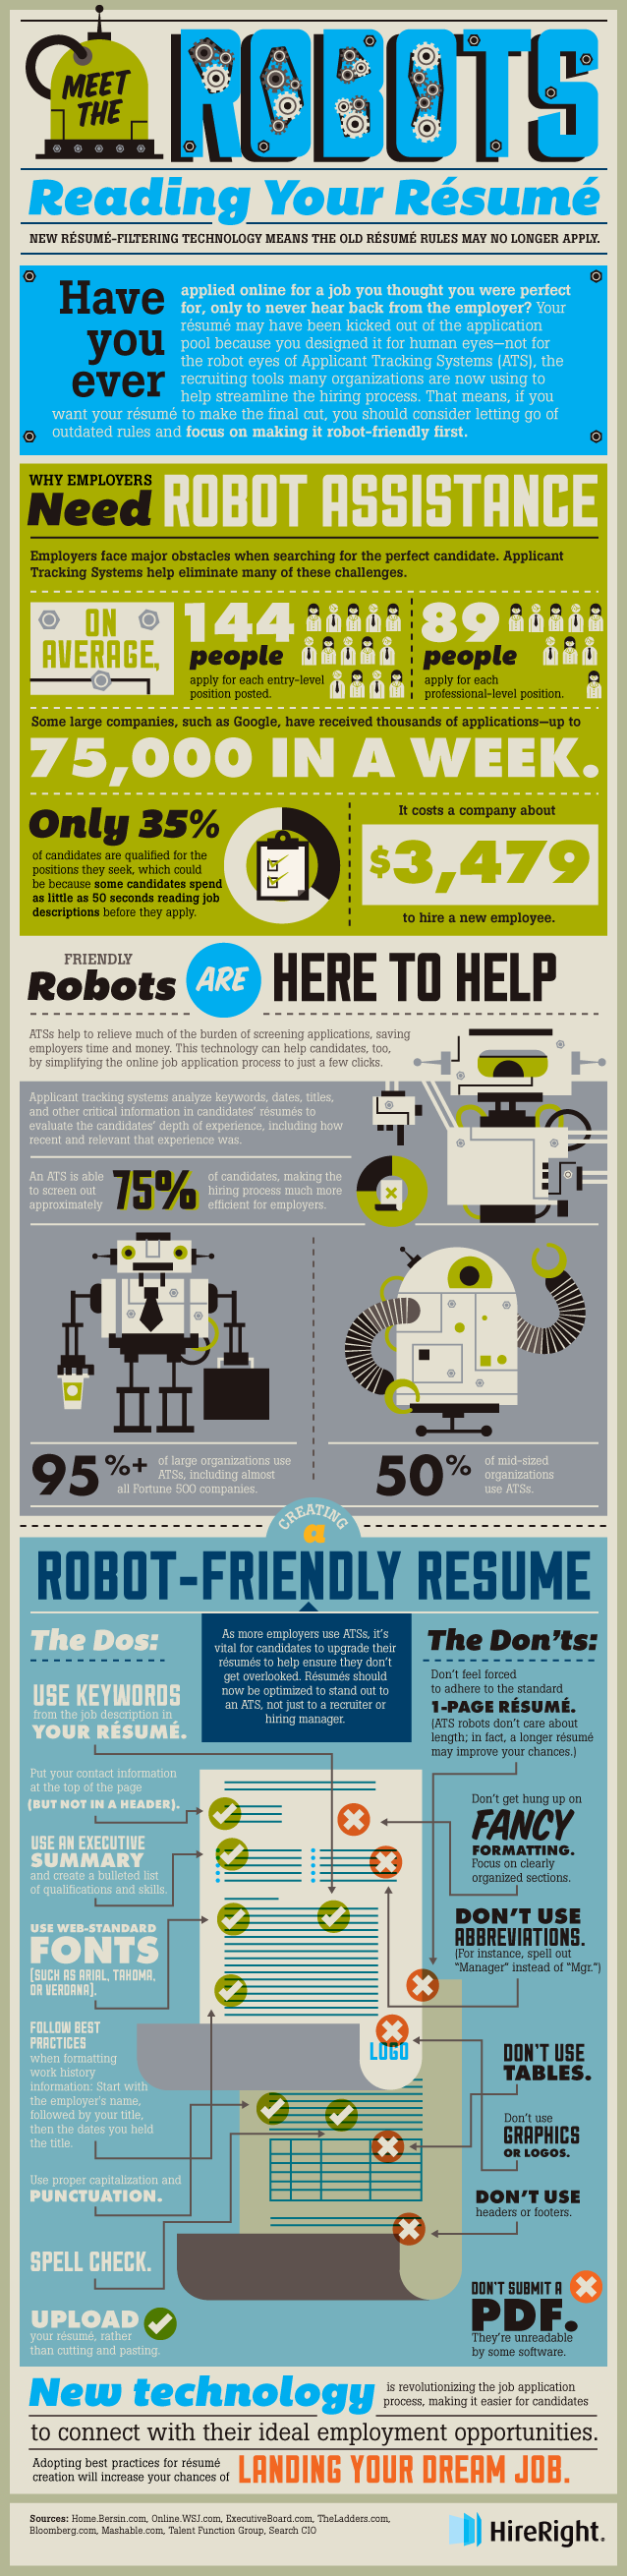 MEET
THE
ROBOTS
Reading Your Résumé
NEW RÉSUMÉ-FILTERING TECHNOLOGY MEANS THE OLD RÉSUMÉ RULES MAY NO LONGER APPLY.
Have
you
ever
applied online for a job you thought you were perfect
for, only to never hear back from the employer? Your
résumé may have been kicked out of the application
pool because you designed it for human eyes—not for
the robot eyes of Applicant Tracking Systems (ATS), the
recruiting tools many organizations are now using to
help streamline the hiring process. That means, if you
want your résumé to make the final cut, you should consider letting go of
outdated rules and focus on making it robot-friendly first.
WHY EMPLOYERS
Need ROBOT ASSISTANCE
Employers face major obstacles when searching for the perfect candidate. Applicant
Tracking Systems help eliminate many of these challenges.
ON
AVERAGE,
144
people
apply for each entry-level
position posted.
89
people
apply for each
professional-level position.
Some large companies, such as Google, have received thousands of applications—up to
75,000 IN A WEEK.
Only 35%
of candidates are qualified for the
positions they seek, which could
be because some candidates spend
as little as 50 seconds reading job
descriptions before they apply.
It costs a company about
$3,479
to hire a new employee.
FRIENDLY
Robots ARE HERE TO HELP
ATSs help to relieve much of the burden of screening applications, saving
employers time and money. This technology can help candidates, too,
by simplifying the online job application process to just a few clicks.
Applicant tracking systems analyze keywords, dates, titles,
and other critical information in candidates' résumés to
evaluate the candidates' depth of experience, including how
recent and relevant that experience was.
An ATS is able
to screen out
approximately
75%
of candidates, making the
hiring process much more
efficient for employers.
95%+
of large organizations use
ATSs, including almost
all Fortune 500 companies.
50%
of mid-sized
organizations
use ATSs.
CREATING
a
ROBOT-FRIENDLY RESUME
The Dos:
As more employers use ATSs, it's
vital for candidates to upgrade their
résumés to help ensure they don't
get overlooked. Résumés should
now be optimized to stand out to
an ATS, not just to a recruiter or
hiring manager.
The Don'ts:
USE KEYWORDS
from the job description in
YOUR RÉSUMÉ.
Put your contact information
at the top of the page
(BUT NOT IN A HEADER).
USE AN EXECUTIVE
SUMMARY
and create a bulleted list
of qualifications and skills.
USE WEB-STANDARD
FONTS
(SUCH AS ARIAL, TAHOMA,
OR VERDANA).
FOLLOW BEST
PRACTICES
when formatting
work history
information: Start with
the employer's name,
followed by your title,
then the dates you held
the title.
Use proper capitalization and
PUNCTUATION.
SPELL CHECK.
UPLOAD
your résumé, rather
than cutting and pasting.
Don't feel forced
to adhere to the standard
1-PAGE RÉSUMÉ.
(ATS robots don't care about
length; in fact, a longer résumé
may improve your chances.)
Don't get hung up on
FANCY
FORMATTING.
Focus on clearly
organized sections.
DON'T USE
ABBREVIATIONS.
(For instance, spell out
"Manager" instead of "Mgr.")
LOGO
DON'T USE
TABLES.
Don't use
GRAPHICS
OR LOGOS.
DON'T USE
headers or footers.
DON'T SUBMIT A
PDF.
They're unreadable
by some software.
New technology
is revolutionizing the job application
process, making it easier for candidates
to connect with their ideal employment opportunities.
Adopting best practices for résumé
creation will increase your chances of
LANDING YOUR DREAM JOB.
Sources: Home.Bersin.com, Online.WSJ.com, ExecutiveBoard.com, TheLadders.com,
Bloomberg.com, Mashable.com, Talent Function Group, Search CIO
HireRight.